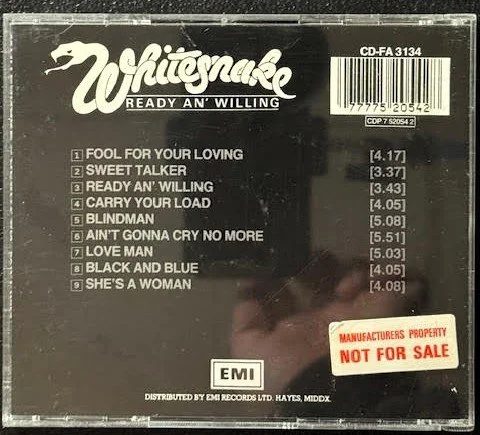 Whitesnake
READY AN' WILLING
CD-FA 3134
77775 20542
CDP 7 52054 2
1 FOOL FOR YOUR LOVING [4.17]
2 SWEET TALKER [3.37]
3 READY AN' WILLING [3.43]
4 CARRY YOUR LOAD [4.05]
5 BLINDMAN [5.08]
6 AIN'T GONNA CRY NO MORE [5.51]
7 LOVE MAN [5.03]
8 BLACK AND BLUE [4.05]
9 SHE'S A WOMAN [4.08]
MANUFACTURERS PROPERTY
NOT FOR SALE
EMI
DISTRIBUTED BY EMI RECORDS LTD. HAYES, MIDDX.